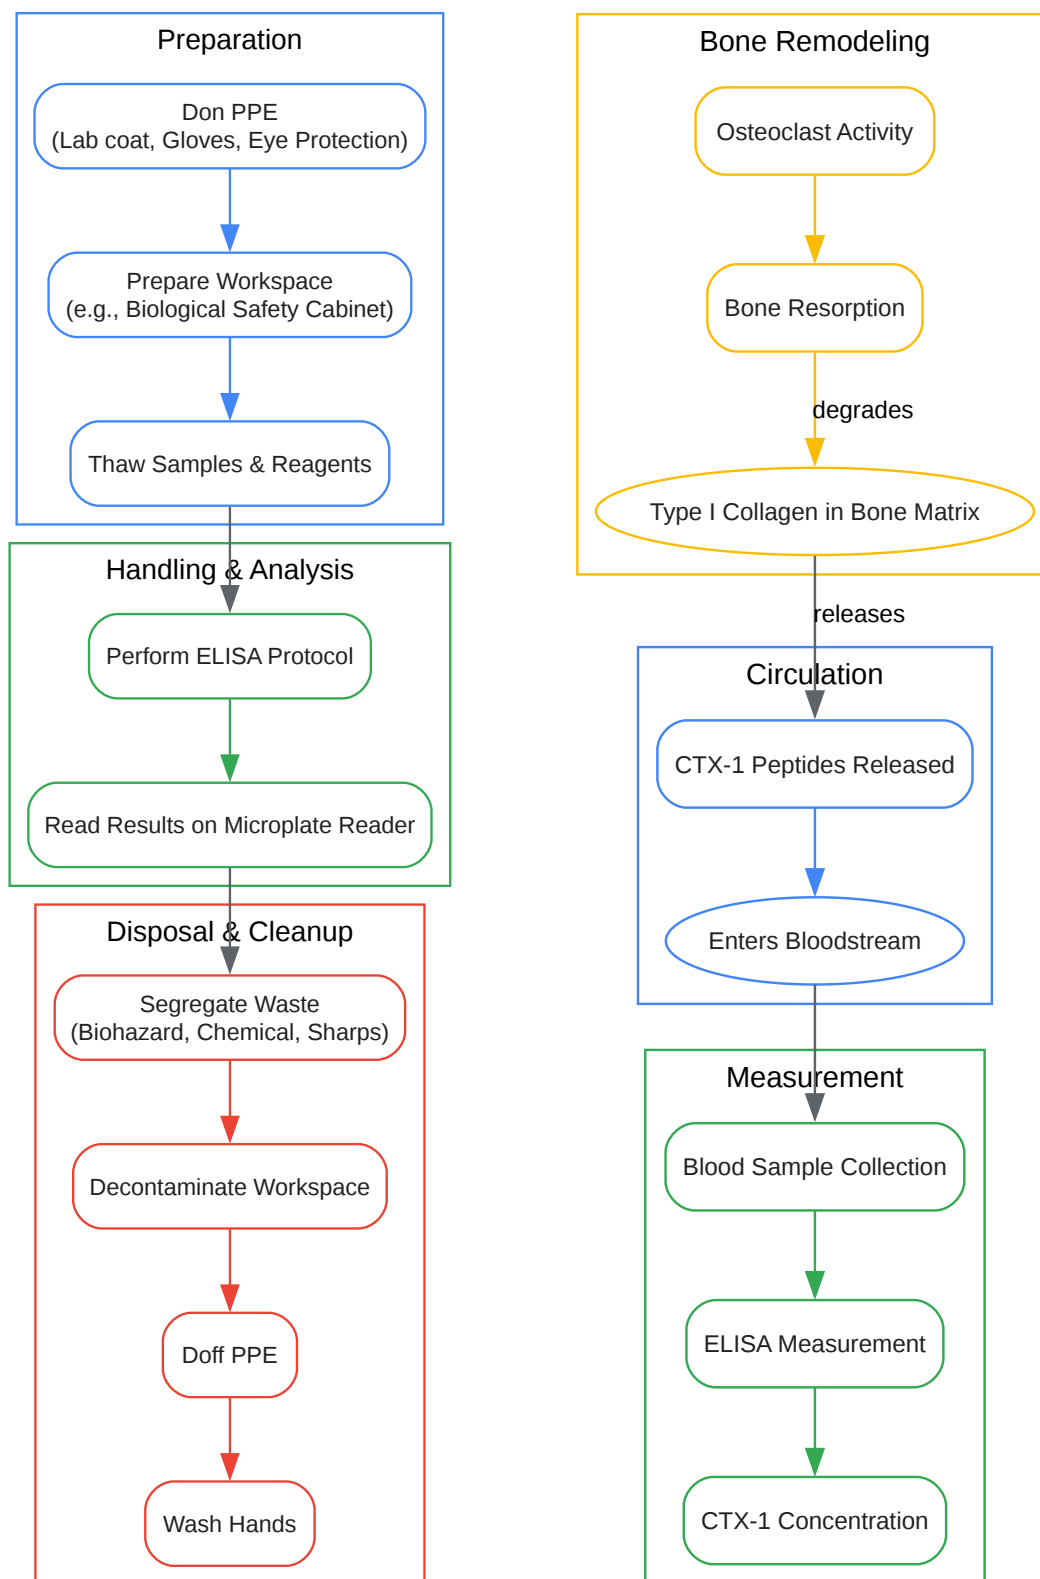 Preparation
Don PPE
(Lab coat, Gloves, Eye Protection)
Prepare Workspace
(e.g., Biological Safety Cabinet)
Thaw Samples & Reagents
Handling & Analysis
Perform ELISA Protocol
Read Results on Microplate Reader
Disposal & Cleanup
Segregate Waste
(Biohazard, Chemical, Sharps)
Decontaminate Workspace
Doff PPE
Wash Hands
Bone Remodeling
Osteoclast Activity
Bone Resorption
degrades
Type I Collagen in Bone Matrix
releases
Circulation
CTX-1 Peptides Released
Enters Bloodstream
Measurement
Blood Sample Collection
ELISA Measurement
CTX-1 Concentration